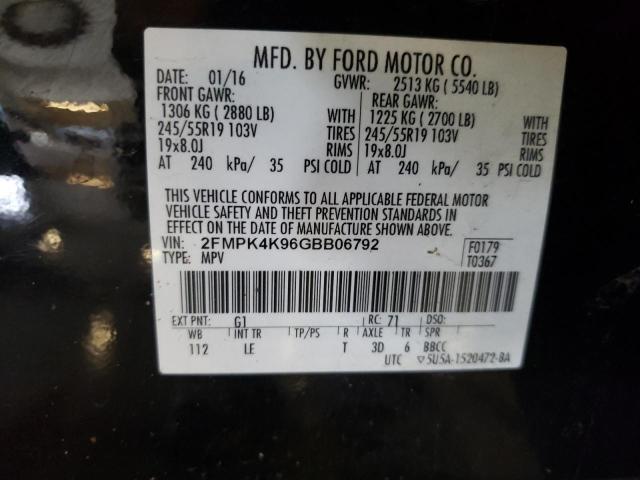 MFD. BY FORD MOTOR CO.
DATE: 01/16 GVWR: 2513 KG ( 5540 LB)
FRONT GAWR: REAR GAWR:
1306 KG ( 2880 LB) WITH 1225 KG ( 2700 LB) WITH
245/55R19 103V TIRES 245/55R19 103V TIRES
19x8.0J RIMS 19x8.0J RIMS
AT 240 kPa/ 35 PSI COLD AT 240 kPa/ 35 PSI COLD
THIS VEHICLE CONFORMS TO ALL APPLICABLE FEDERAL MOTOR
VEHICLE SAFETY AND THEFT PREVENTION STANDARDS IN
EFFECT ON THE DATE OF MANUFACTURE SHOWN ABOVE.
VIN: 2FMPK4K96GBB06792 F0179
TYPE: MPV T0367
EXT PNT: G1 RC: 71 DSO:
WB INT TR TP/PS R AXLE TR SPR
112 LE T 3D 6 BBCC
UTC ▽5U5A-1520472-BA